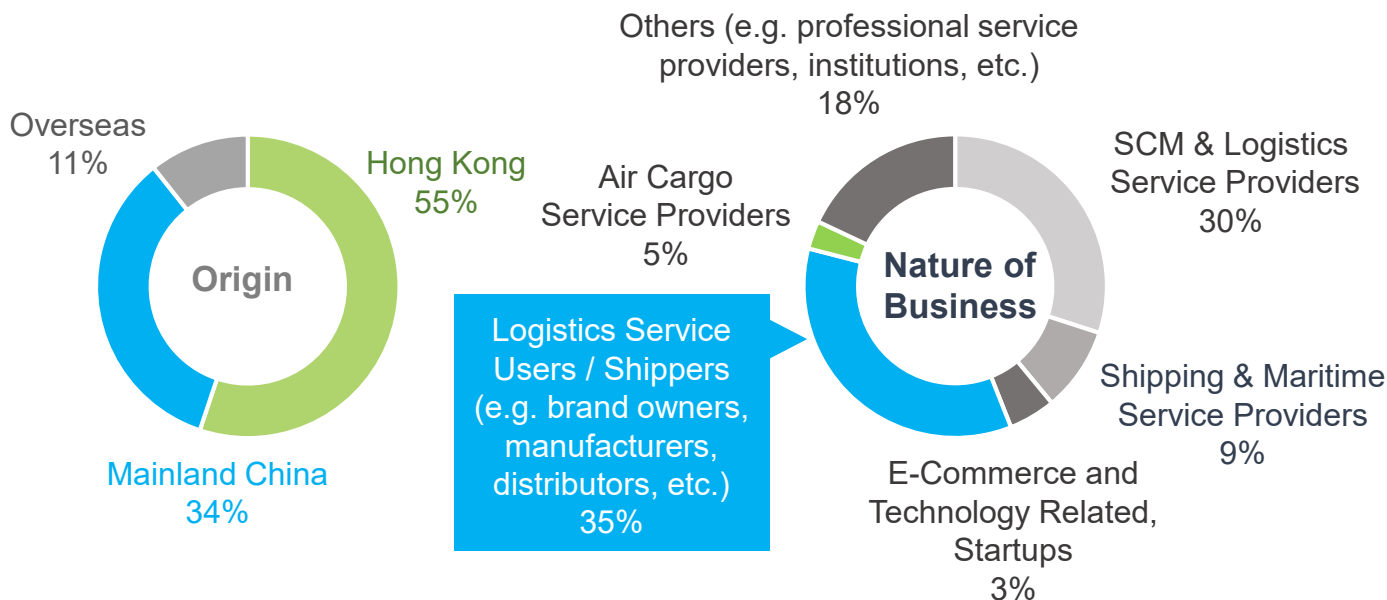 Origin
Hong Kong
55%
Mainland China
34%
Overseas
11%
Nature of
Business
Others (e.g. professional service
providers, institutions, etc.)
18%
SCM & Logistics
Service Providers
30%
Shipping & Maritime
Service Providers
9%
E-Commerce and
Technology Related,
Startups
3%
Logistics Service
Users / Shippers
(e.g. brand owners,
manufacturers,
distributors, etc.)
35%
Air Cargo
Service Providers
5%